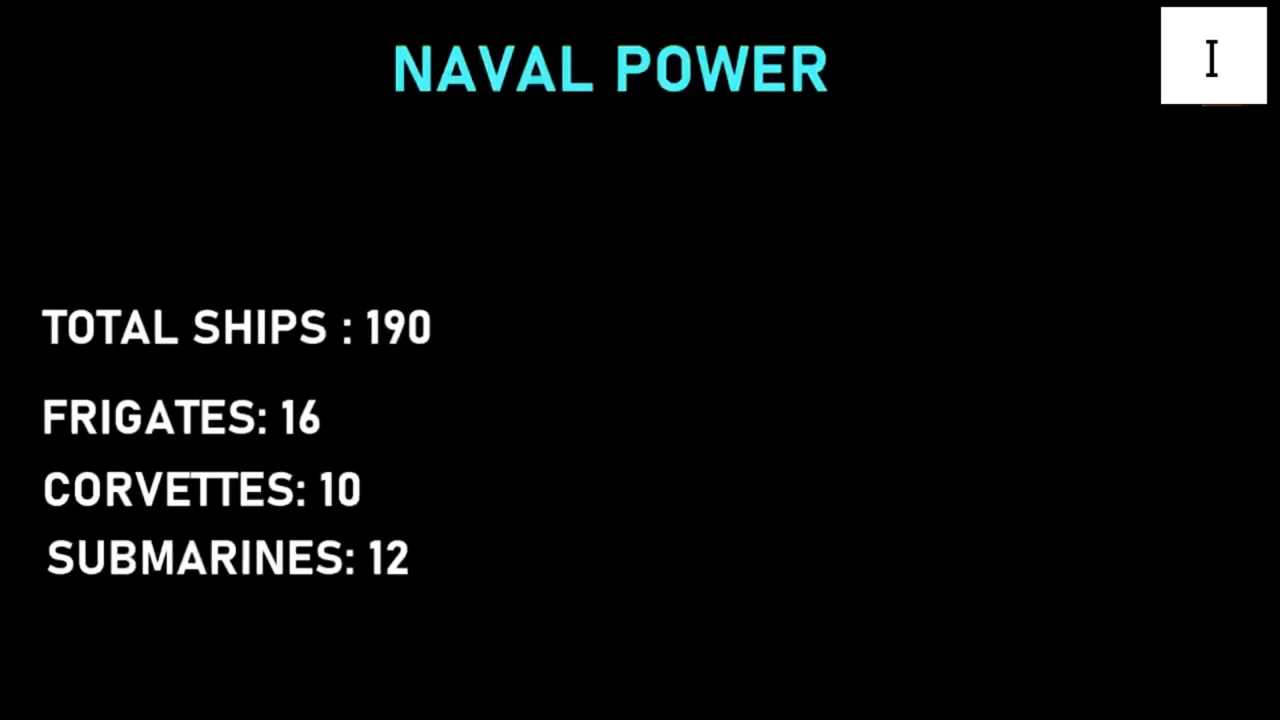 NAVAL POWER
I
TOTAL SHIPS : 190
FRIGATES: 16
CORVETTES: 10
SUBMARINES: 12